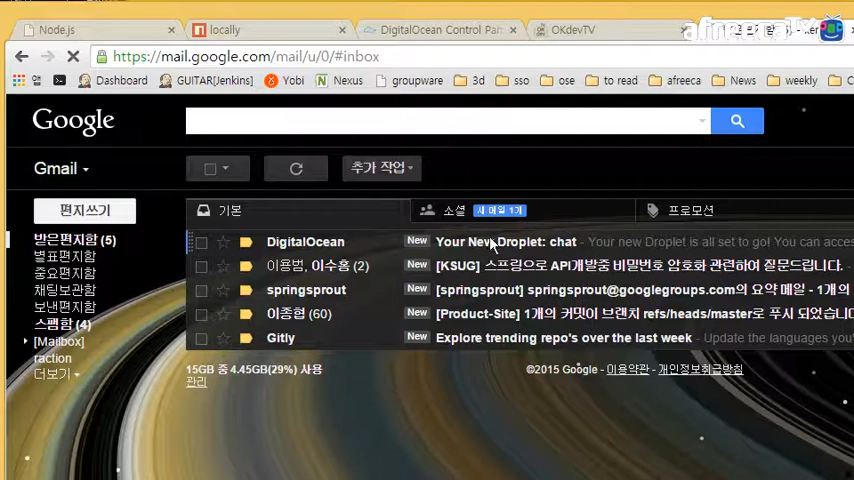 Node.js locally DigitalOcean Control Pan OKdevTV afreecaTV
https://mail.google.com/mail/u/0/#inbox
앱 Dashboard GUITAR[Jenkins] Yobi Nexus groupware 3d sso ose to read afreeca News weekly
Google
Gmail 추가 작업
편지쓰기 기본 소셜 새 메일 1개 프로모션
받은편지함 (5) DigitalOcean New Your New Droplet: chat - Your new Droplet is all set to go! You can acces
별표편지함
중요편지함 이용범, 이수홍 (2) New [KSUG] 스프링으로 API개발중 비밀번호 암호화 관련하여 질문드립니다. -
채팅보관함 springsprout New [springsprout] springsprout@googlegroups.com의 요약 메일 - 1개의
보낸편지함 이종협 (60) New [Product-Site] 1개의 커밋이 브랜치 refs/heads/master로 푸시 되었습니다
스팸함 (4)
[Mailbox] Gitly New Explore trending repo's over the last week - Update the languages you'
raction
더보기 15GB 중 4.45GB(29%) 사용 ©2015 Google - 이용약관 - 개인정보취급방침
관리